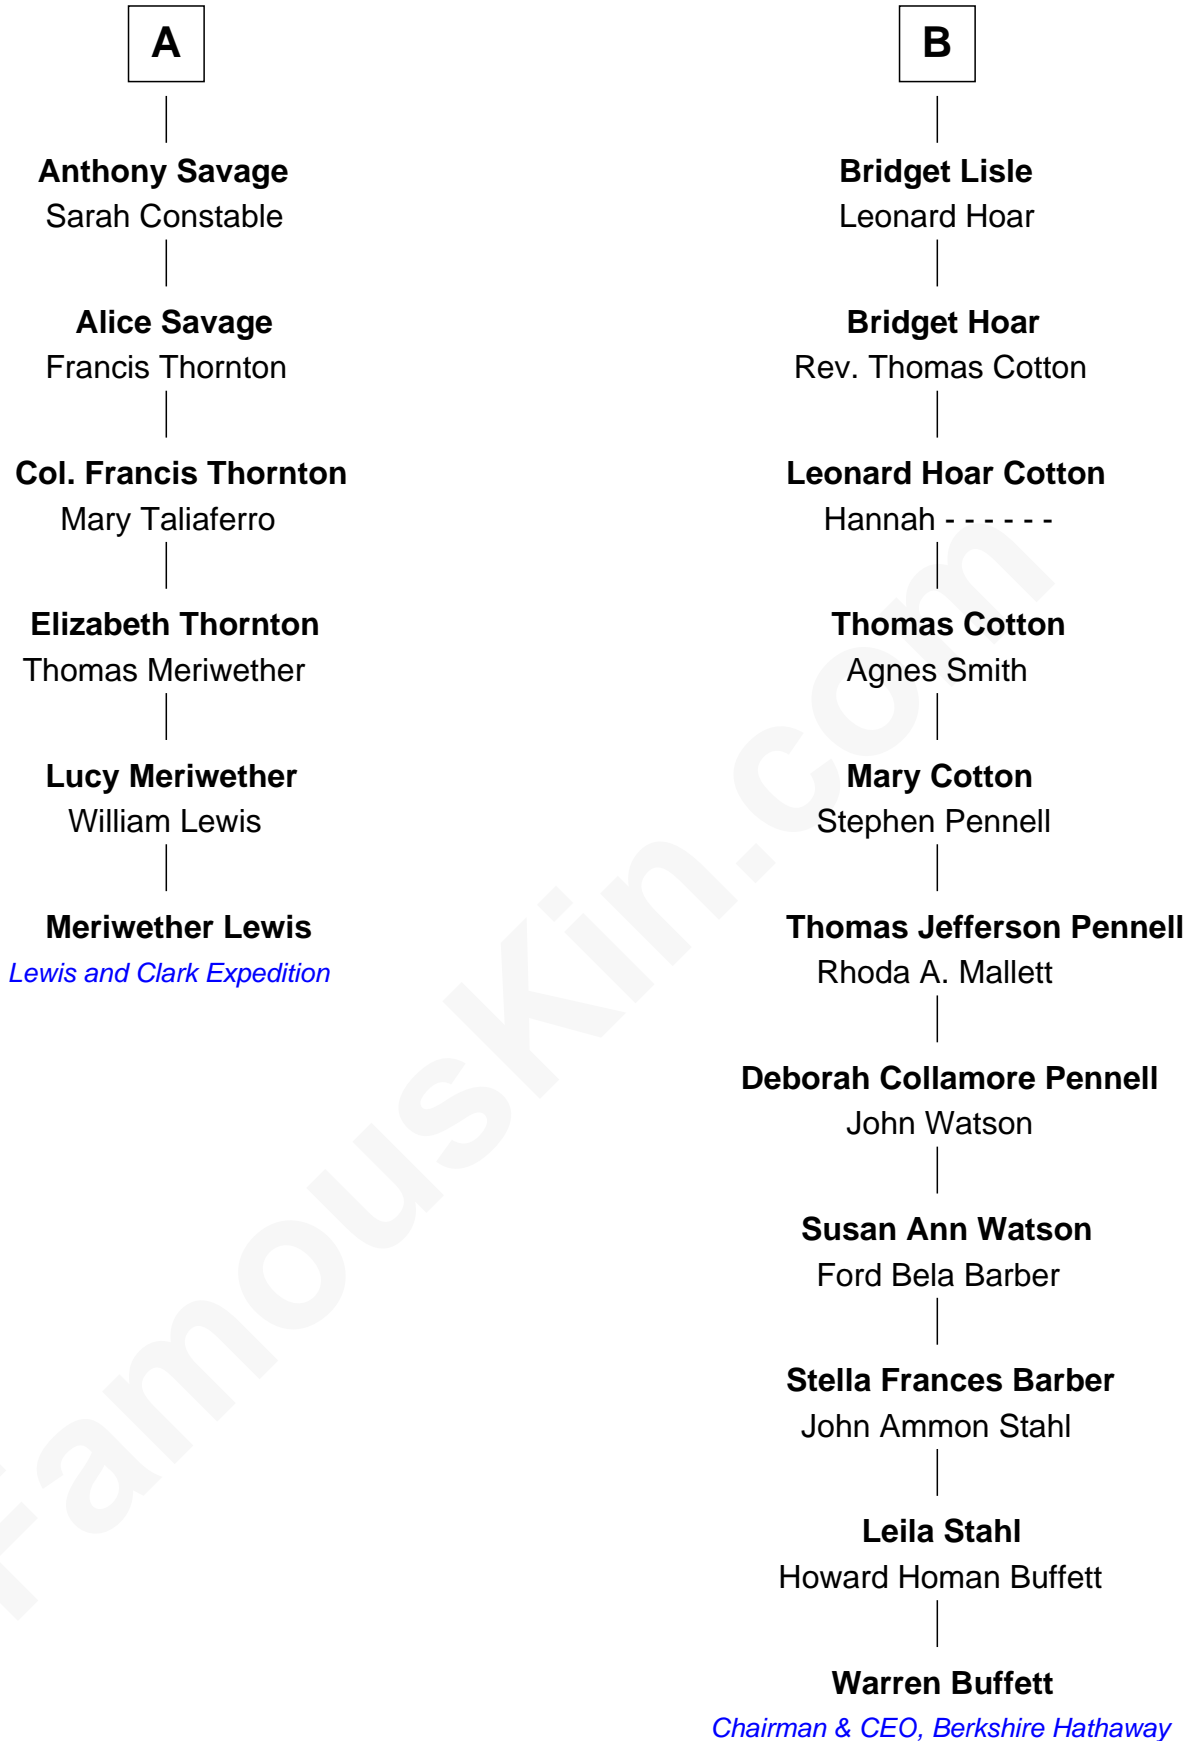 A
Anthony Savage
Sarah Constable
Alice Savage
Francis Thornton
Col. Francis Thornton
Mary Taliaferro
Elizabeth Thornton
Thomas Meriwether
Lucy Meriwether
William Lewis
Meriwether Lewis
Lewis and Clark Expedition
B
Bridget Lisle
Leonard Hoar
Bridget Hoar
Rev. Thomas Cotton
Leonard Hoar Cotton
Hannah - - - - - -
Thomas Cotton
Agnes Smith
Mary Cotton
Stephen Pennell
Thomas Jefferson Pennell
Rhoda A. Mallett
Deborah Collamore Pennell
John Watson
Susan Ann Watson
Ford Bela Barber
Stella Frances Barber
John Ammon Stahl
Leila Stahl
Howard Homan Buffett
Warren Buffett
Chairman & CEO, Berkshire Hathaway
FamousKin.com